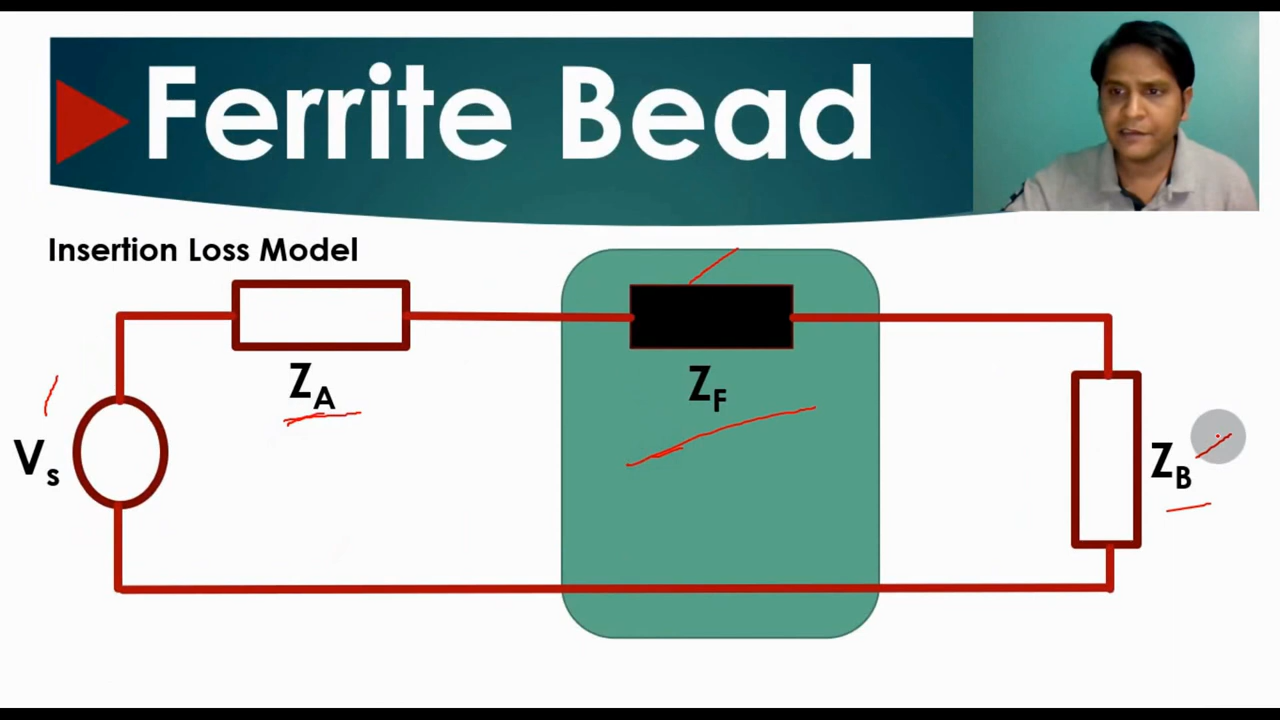 Ferrite Bead
Insertion Loss Model
Z_A
Z_F
V_s
Z_B